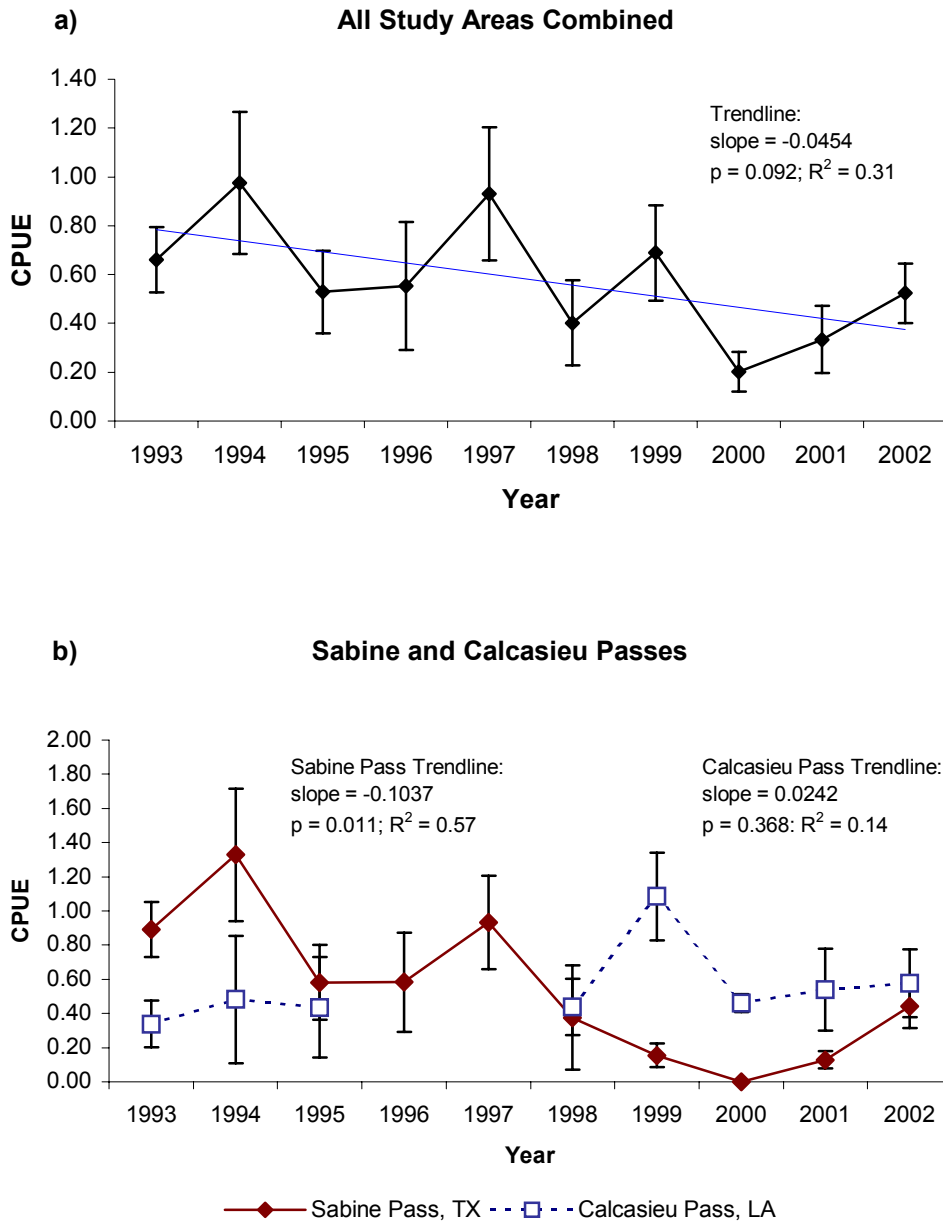 a) All Study Areas Combined
1.40
1.20
1.00
0.80
0.60
0.40
0.20
0.00
CPUE
Trendline:
slope = -0.0454
p = 0.092; R² = 0.31
1993 1994 1995 1996 1997 1998 1999 2000 2001 2002
Year
b) Sabine and Calcasieu Passes
2.00
1.80
1.60
1.40
1.20
1.00
0.80
0.60
0.40
0.20
0.00
CPUE
Sabine Pass Trendline:
slope = -0.1037
p = 0.011; R² = 0.57
Calcasieu Pass Trendline:
slope = 0.0242
p = 0.368: R² = 0.14
1993 1994 1995 1996 1997 1998 1999 2000 2001 2002
Year
Sabine Pass, TX Calcasieu Pass, LA